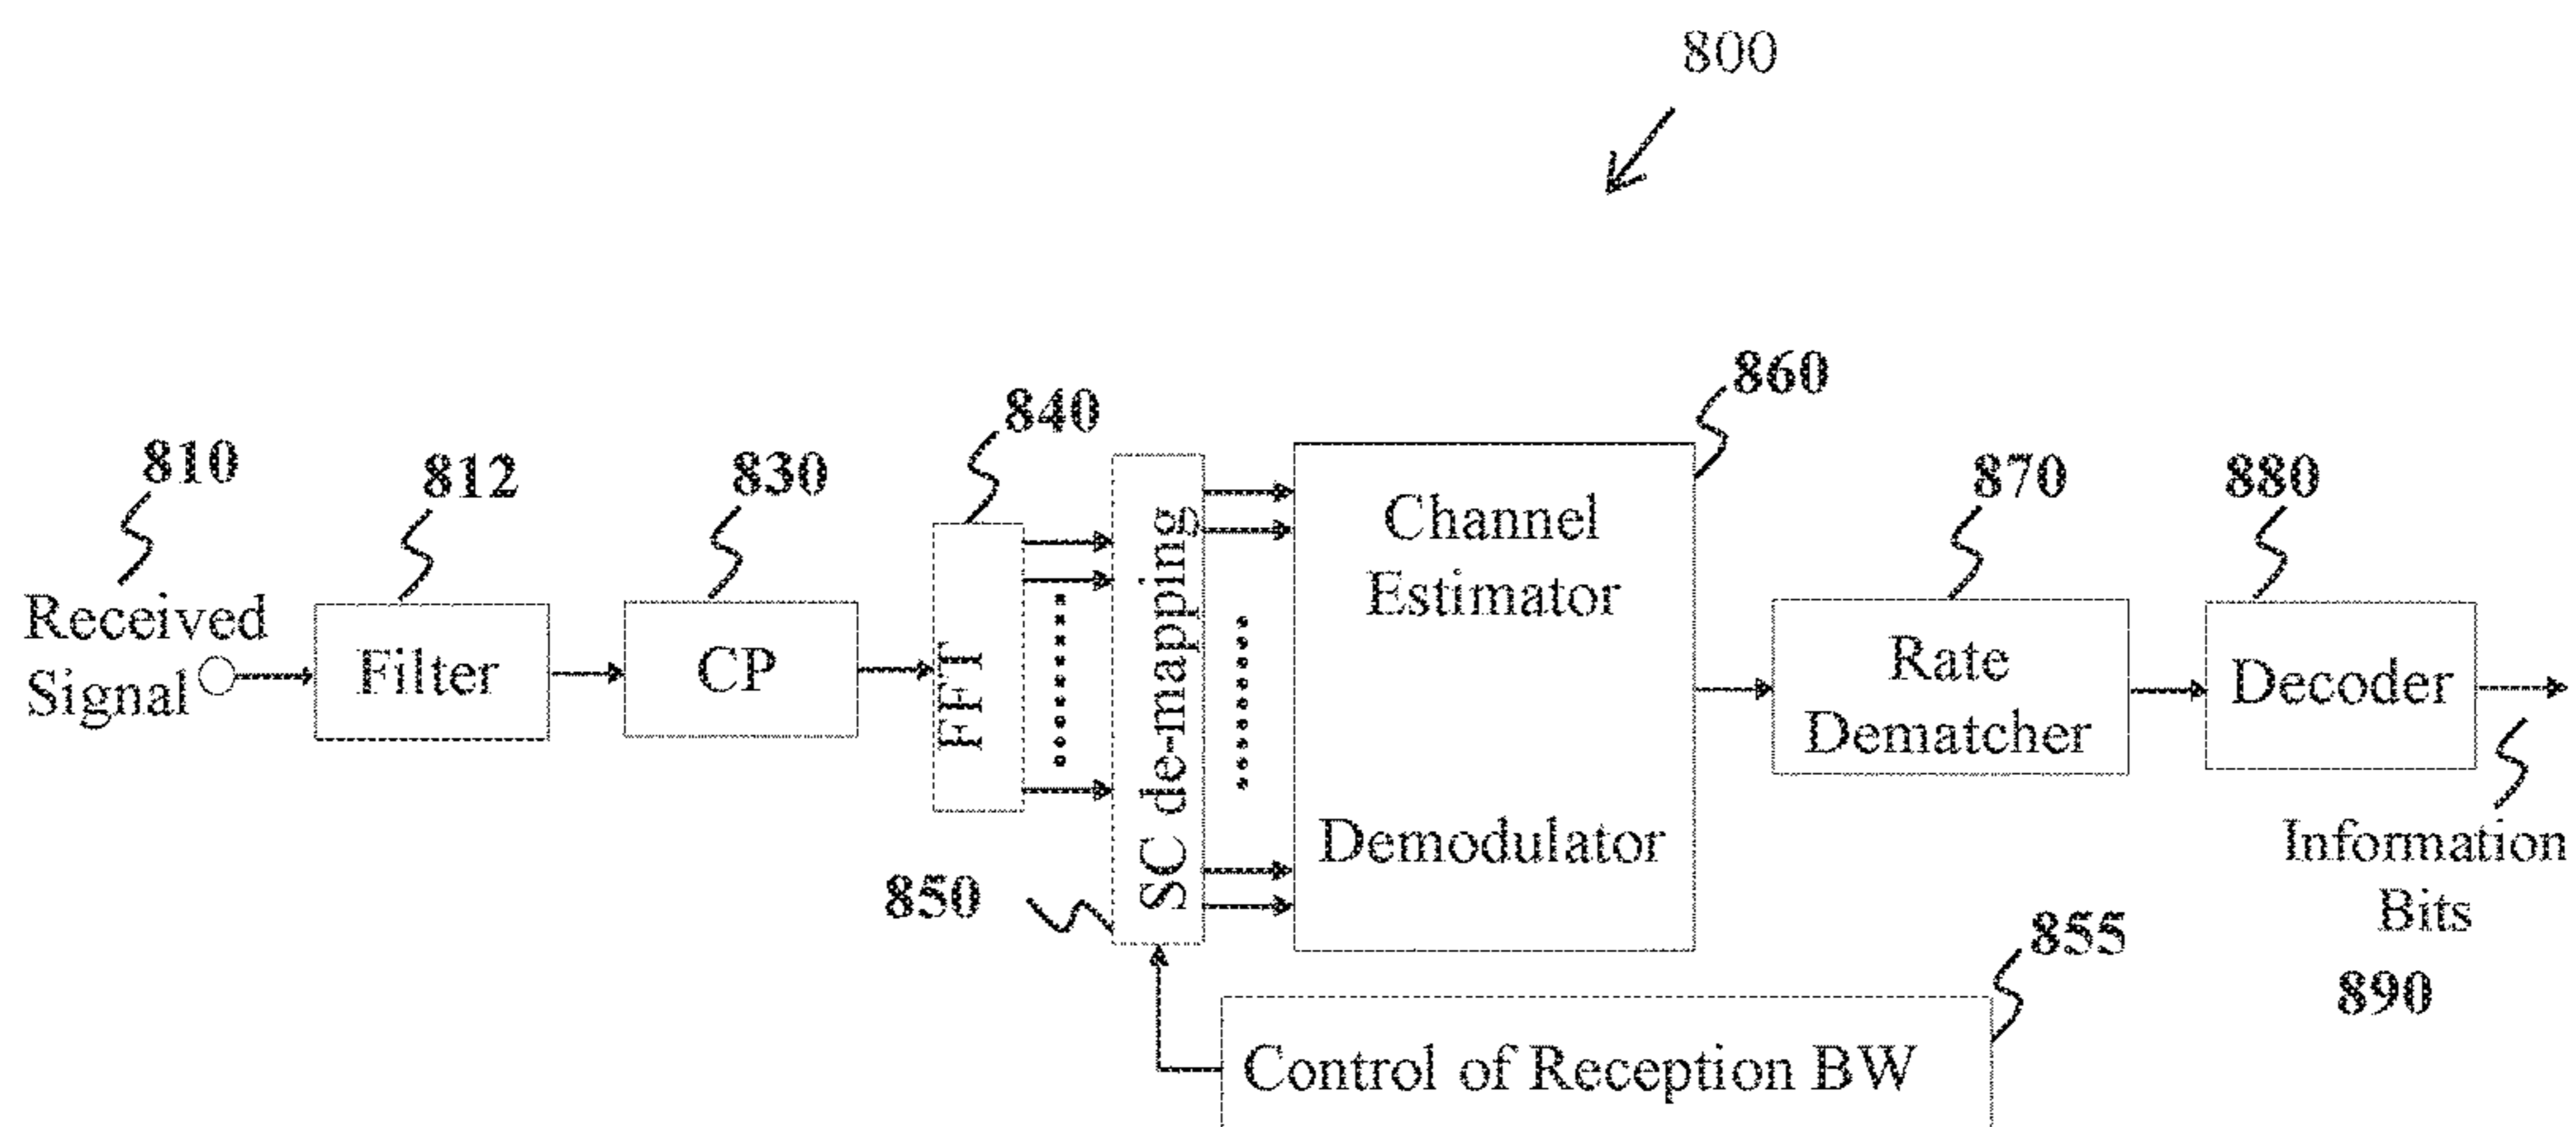 800
810
812
830
840
860
870
880
Received
Signal
Filter
CP
FFT
SC de-mapping
Channel
Estimator
Demodulator
Rate
Dematcher
Decoder
850
855
Information
Bits
890
Control of Reception BW